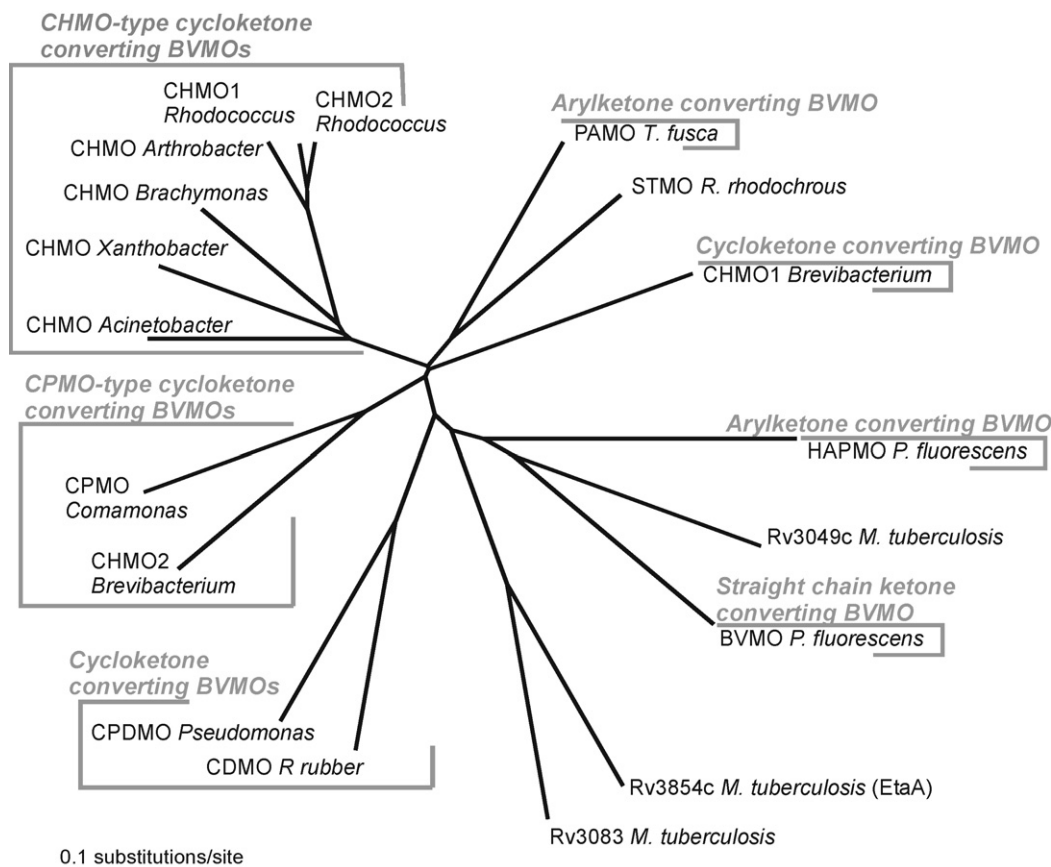 CHMO-type cycloketone
converting BVMOs
CHMO1
Rhodococcus
CHMO2
Rhodococcus
CHMO Arthrobacter
CHMO Brachymonas
CHMO Xanthobacter
CHMO Acinetobacter
Arylketone converting BVMO
PAMO T. fusca
STMO R. rhodochrous
Cycloketone converting BVMO
CHMO1 Brevibacterium
CPMO-type cycloketone
converting BVMOs
CPMO
Comamonas
CHMO2
Brevibacterium
Arylketone converting BVMO
HAPMO P. fluorescens
Rv3049c M. tuberculosis
Straight chain ketone
converting BVMO
BVMO P. fluorescens
Cycloketone
converting BVMOs
CPDMO Pseudomonas
CDMO R rubber
Rv3854c M. tuberculosis (EtaA)
Rv3083 M. tuberculosis
0.1 substitutions/site